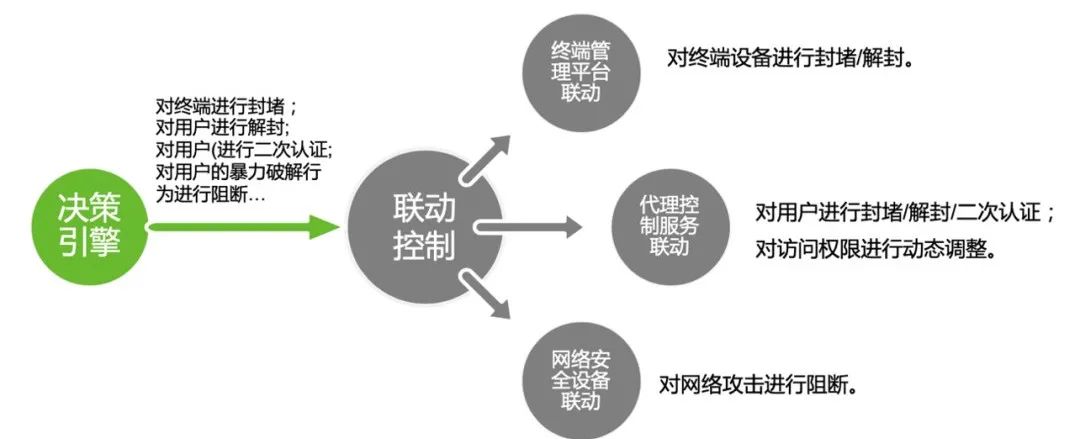 对终端进行封堵；
对用户进行解封;
对用户(进行二次认证;
对用户的暴力破解行
为进行阻断…
决策
引擎
联动
控制
终端管
理平台
联动
对终端设备进行封堵/解封。
代理控
制服务
联动
对用户进行封堵/解封/二次认证；
对访问权限进行动态调整。
网络安
全设备
联动
对网络攻击进行阻断。